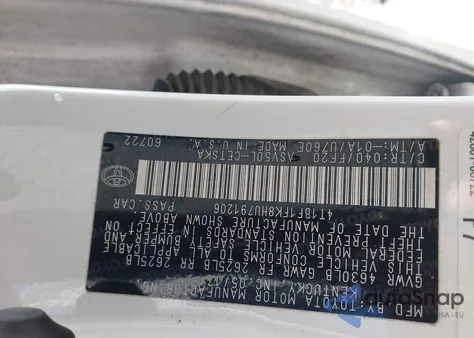 MFD. BY: TOYOTA MOTOR MANUFACTURING,
KENTUCKY, INC.
GVWR 4630LB GAWR FR 2625LB RR 2625LB
THIS VEHICLE CONFORMS TO ALL APPLICABLE
FEDERAL MOTOR VEHICLE SAFETY,
THEFT PREVENTION STANDARDS IN EFFECT ON
THE DATE OF MANUFACTURE SHOWN ABOVE.
4T1BF1FK8HU791206 PASS. CAR
C/TR: 040/FF20 ASV50L-CETSKA
A/TM: -01A/U760E MADE IN U.S.A. 60722
autoSnap